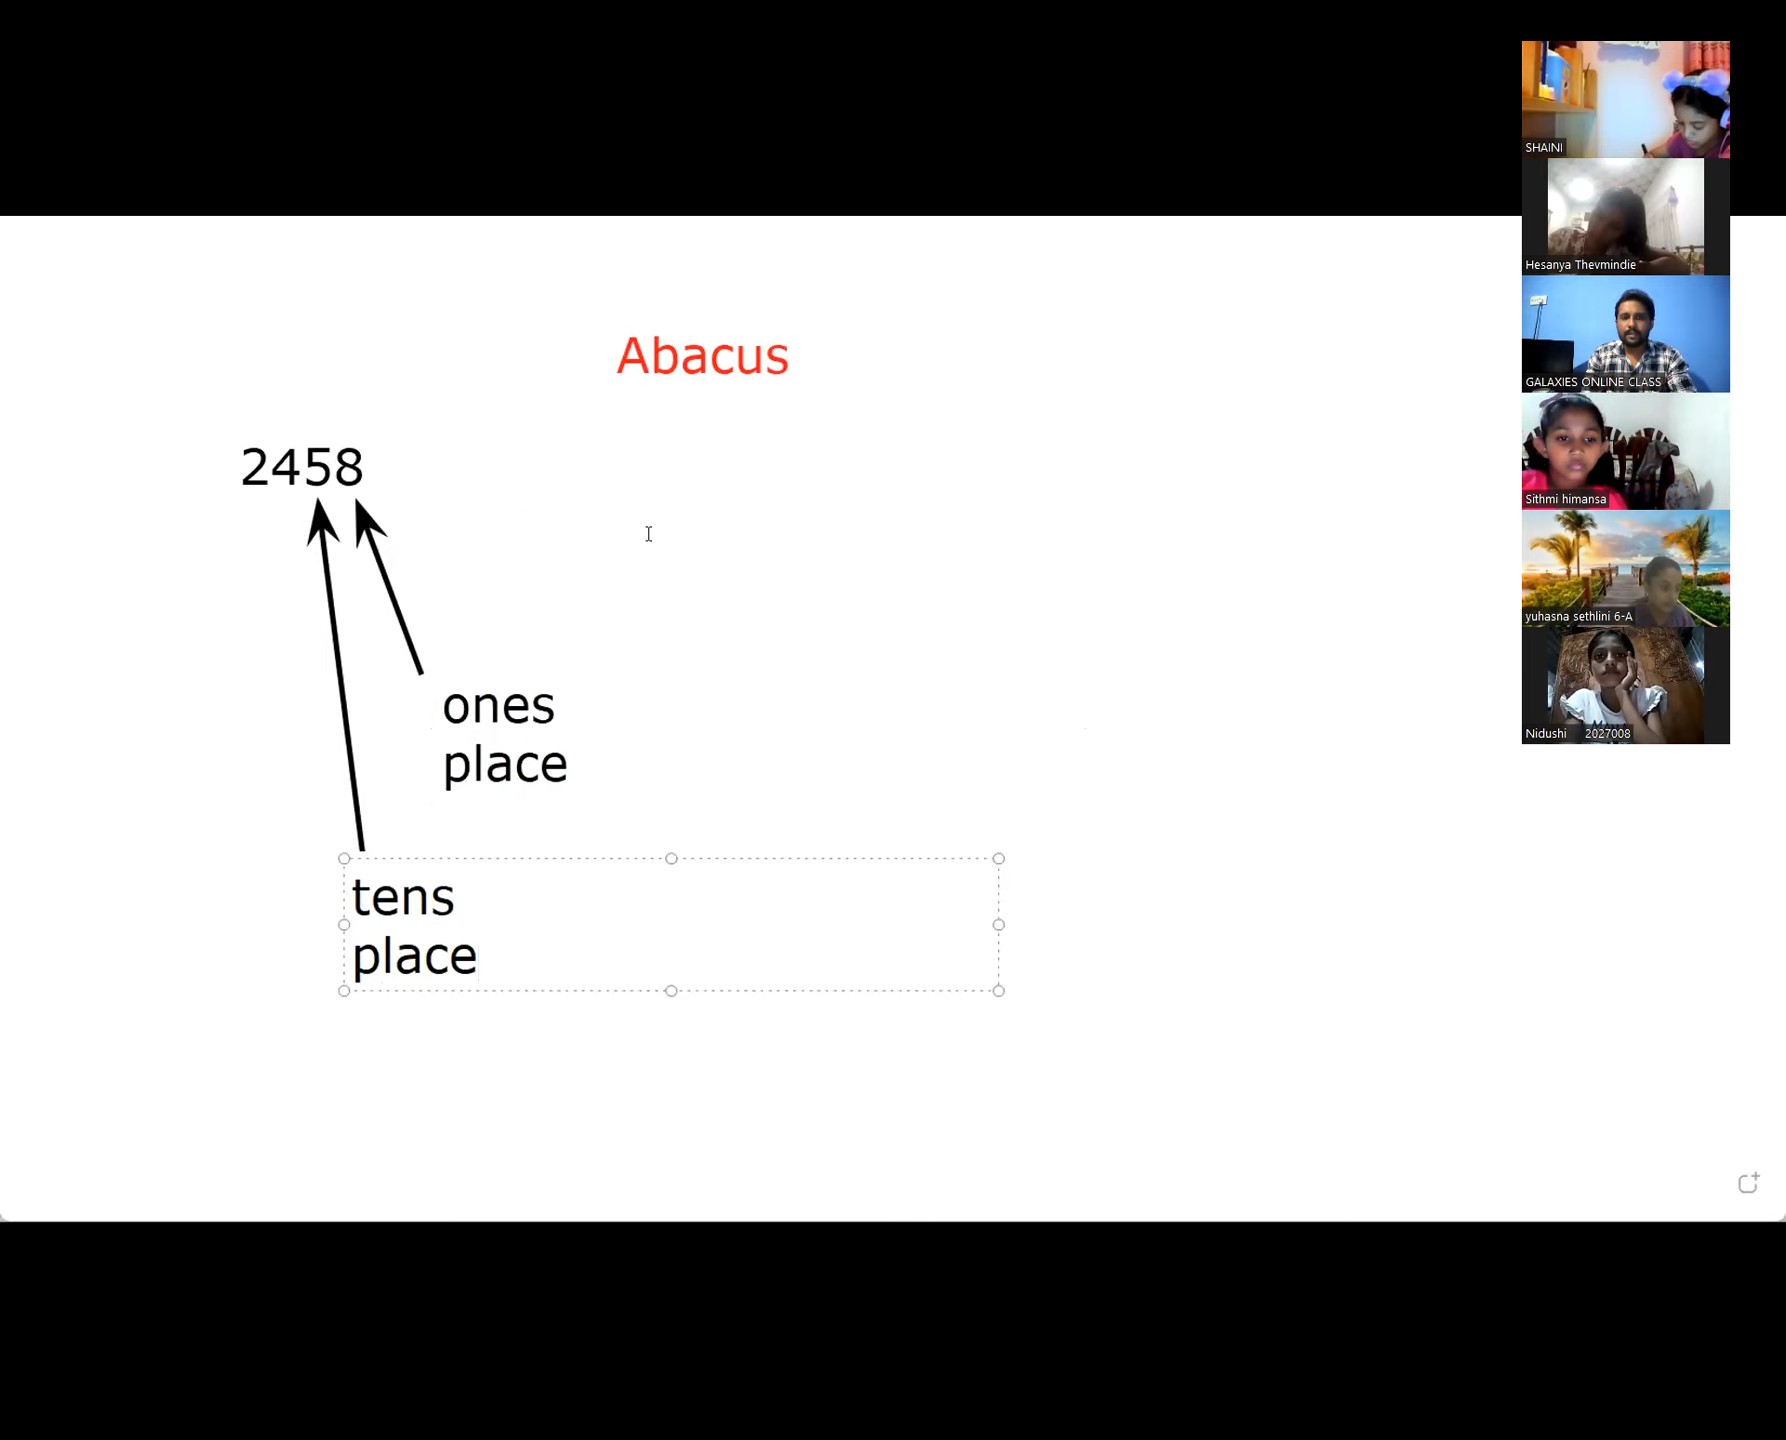 Abacus
2458
ones
place
tens
place
SHAINI
Hesanya Thevmindie
GALAXIES ONLINE CLASS
Sithmi himansa
yuhasna sethlini 6-A
Nidushi 2027008